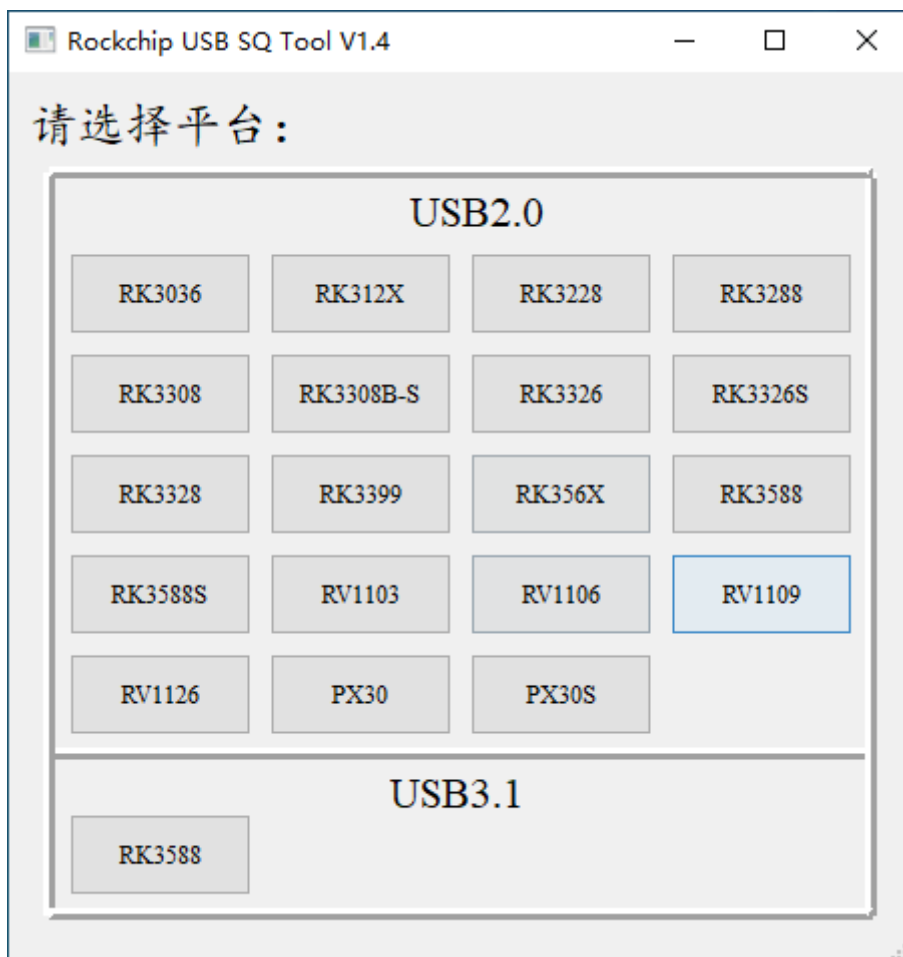 Rockchip USB SQ Tool V1.4
请选择平台：
USB2.0
RK3036 RK312X RK3228 RK3288
RK3308 RK3308B-S RK3326 RK3326S
RK3328 RK3399 RK356X RK3588
RK3588S RV1103 RV1106 RV1109
RV1126 PX30 PX30S
USB3.1
RK3588